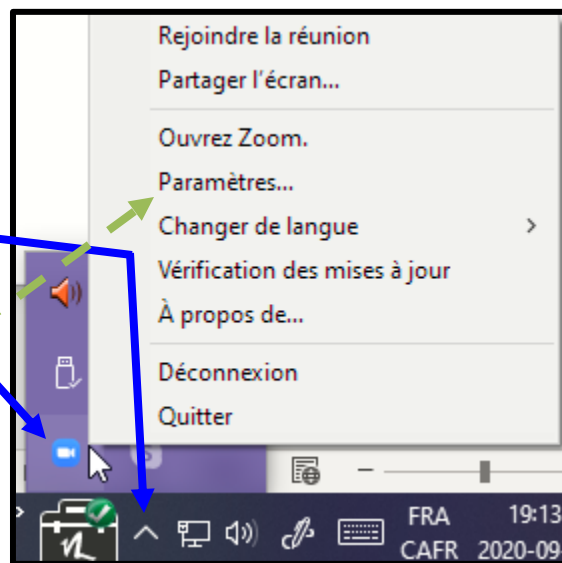 Rejoindre la réunion
Partager l'écran...
Ouvrez Zoom.
Paramètres...
Changer de langue
Vérification des mises à jour
À propos de...
Déconnexion
Quitter
FRA 19:13
CAFR 2020-09